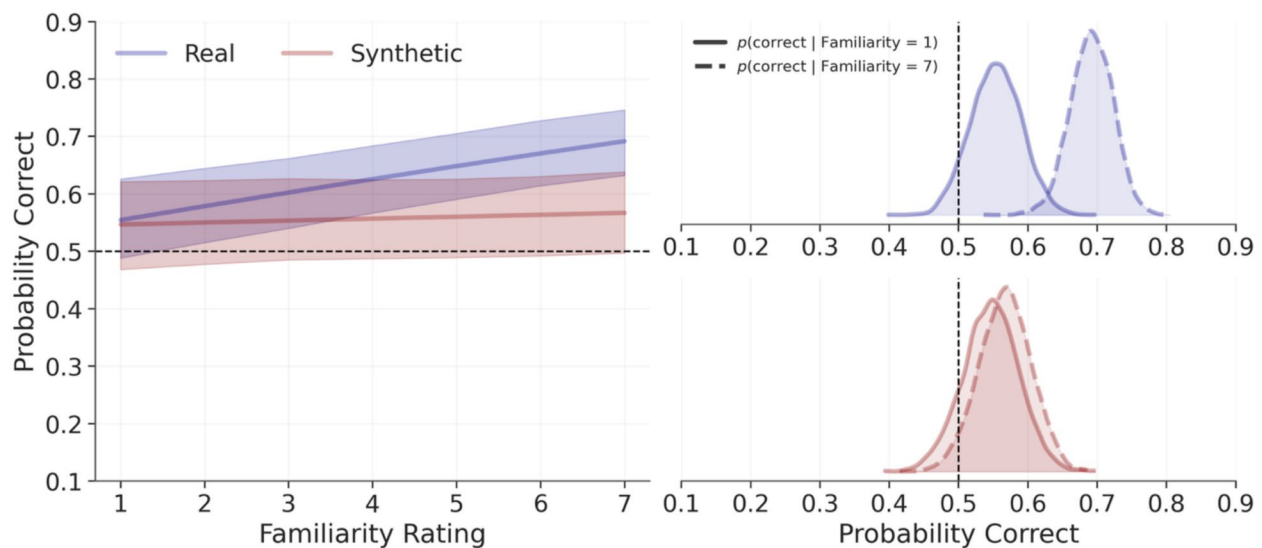 0.9
0.8
0.7
0.6
0.5
0.4
0.3
0.2
0.1
Probability Correct
Real Synthetic
1 2 3 4 5 6 7
Familiarity Rating
p(correct | Familiarity = 1)
p(correct | Familiarity = 7)
0.1 0.2 0.3 0.4 0.5 0.6 0.7 0.8 0.9
0.1 0.2 0.3 0.4 0.5 0.6 0.7 0.8 0.9
Probability Correct